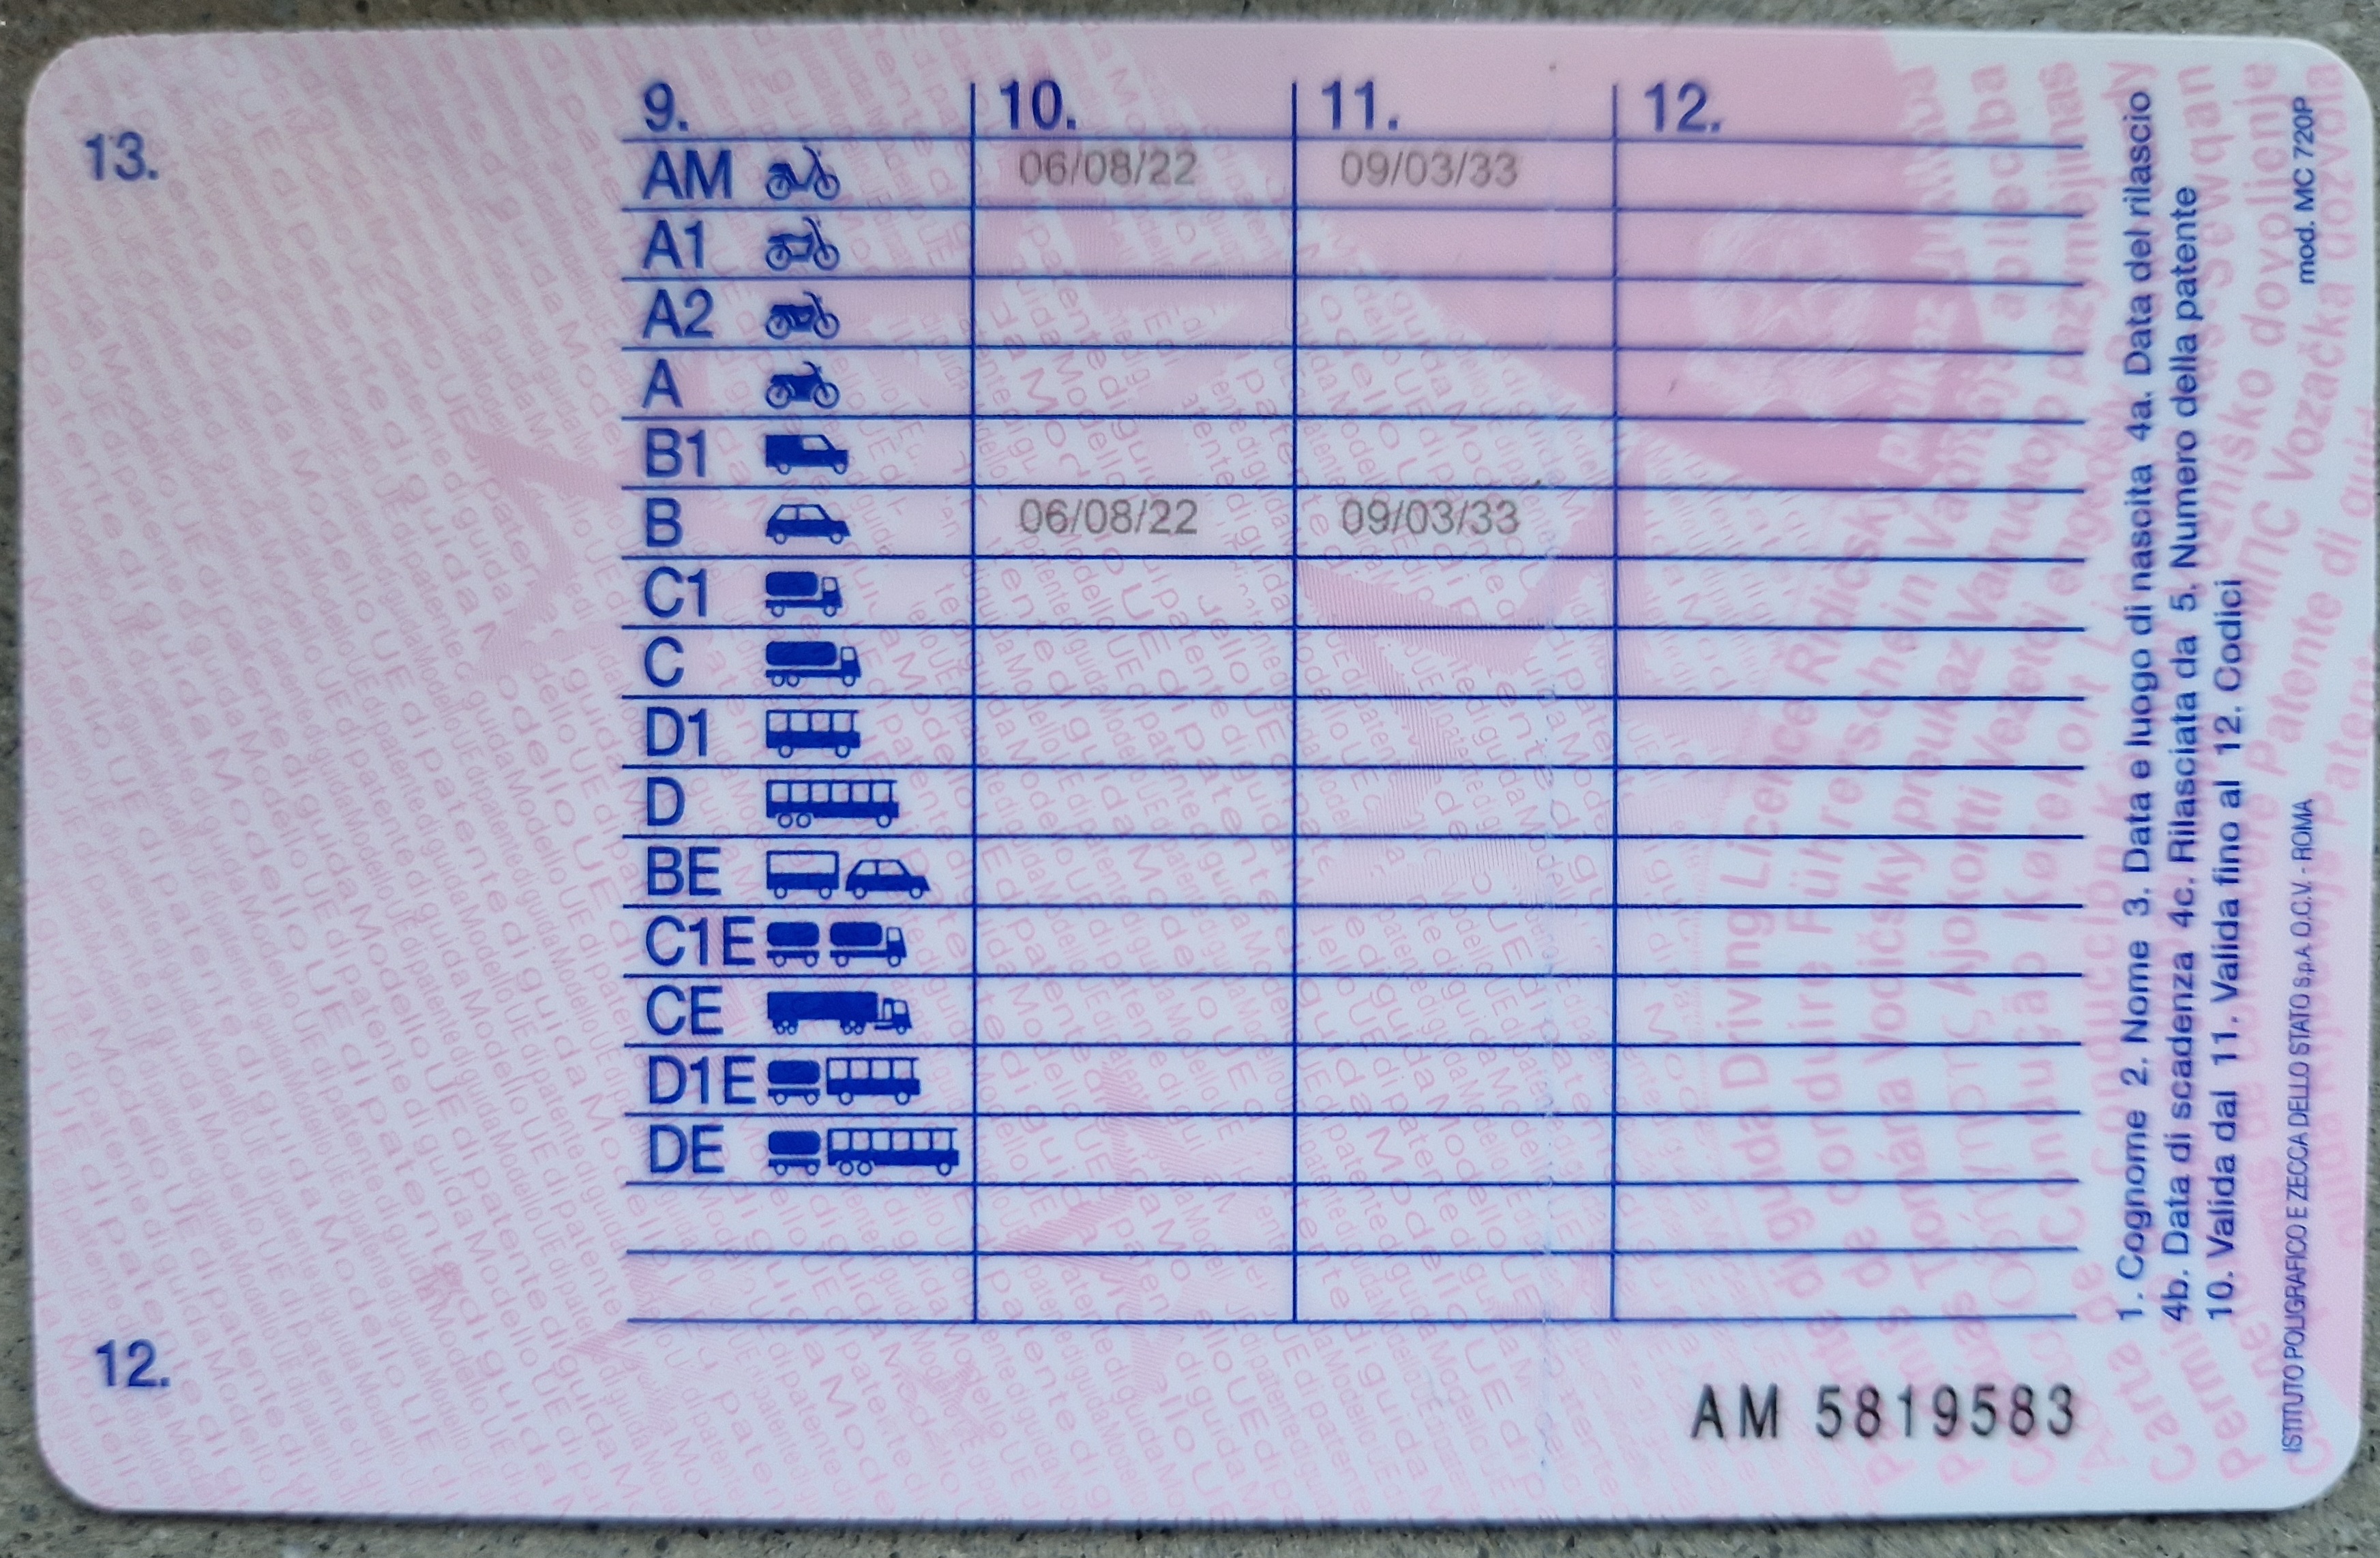 13.
9. 10. 11. 12.
AM 06/08/22 09/03/33
A1
A2
A
B1
B 06/08/22 09/03/33
C1
C
D1
D
BE
C1E
CE
D1E
DE
12.
AM 5819583
1. Cognome 2. Nome 3. Data e luogo di nascita 4a. Data del rilascio
4b. Data di scadenza 4c. Rilasciata da 5. Numero della patente
10. Valida dal 11. Valida fino al 12. Codici
mod. MC 720P
ISTITUTO POLIGRAFICO E ZECCA DELLO STATO S.p.A. O.C.V. - ROMA